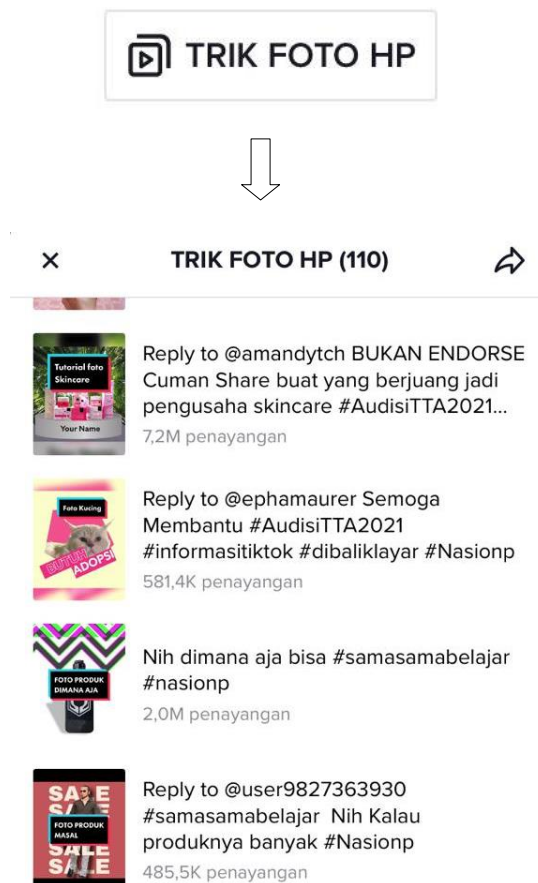 TRIK FOTO HP
TRIK FOTO HP (110)
Tutorial foto
Skincare
Your Name
Reply to @amandytch BUKAN ENDORSE
Cuman Share buat yang berjuang jadi
pengusaha skincare #AudisiTTA2021...
7,2M penayangan
Foto Kucing
BUTUH
ADOPSI
Reply to @ephamaurer Semoga
Membantu #AudisiTTA2021
#informasitiktok #dibaliklayar #Nasionp
581,4K penayangan
FOTO PRODUK
DIMANA AJA
Nih dimana aja bisa #samasamabelajar
#nasionp
2,0M penayangan
SALE
FOTO PRODUK
MASAL
SALE
SALE
Reply to @user9827363930
#samasamabelajar Nih Kalau
produknya banyak #Nasionp
485,5K penayangan